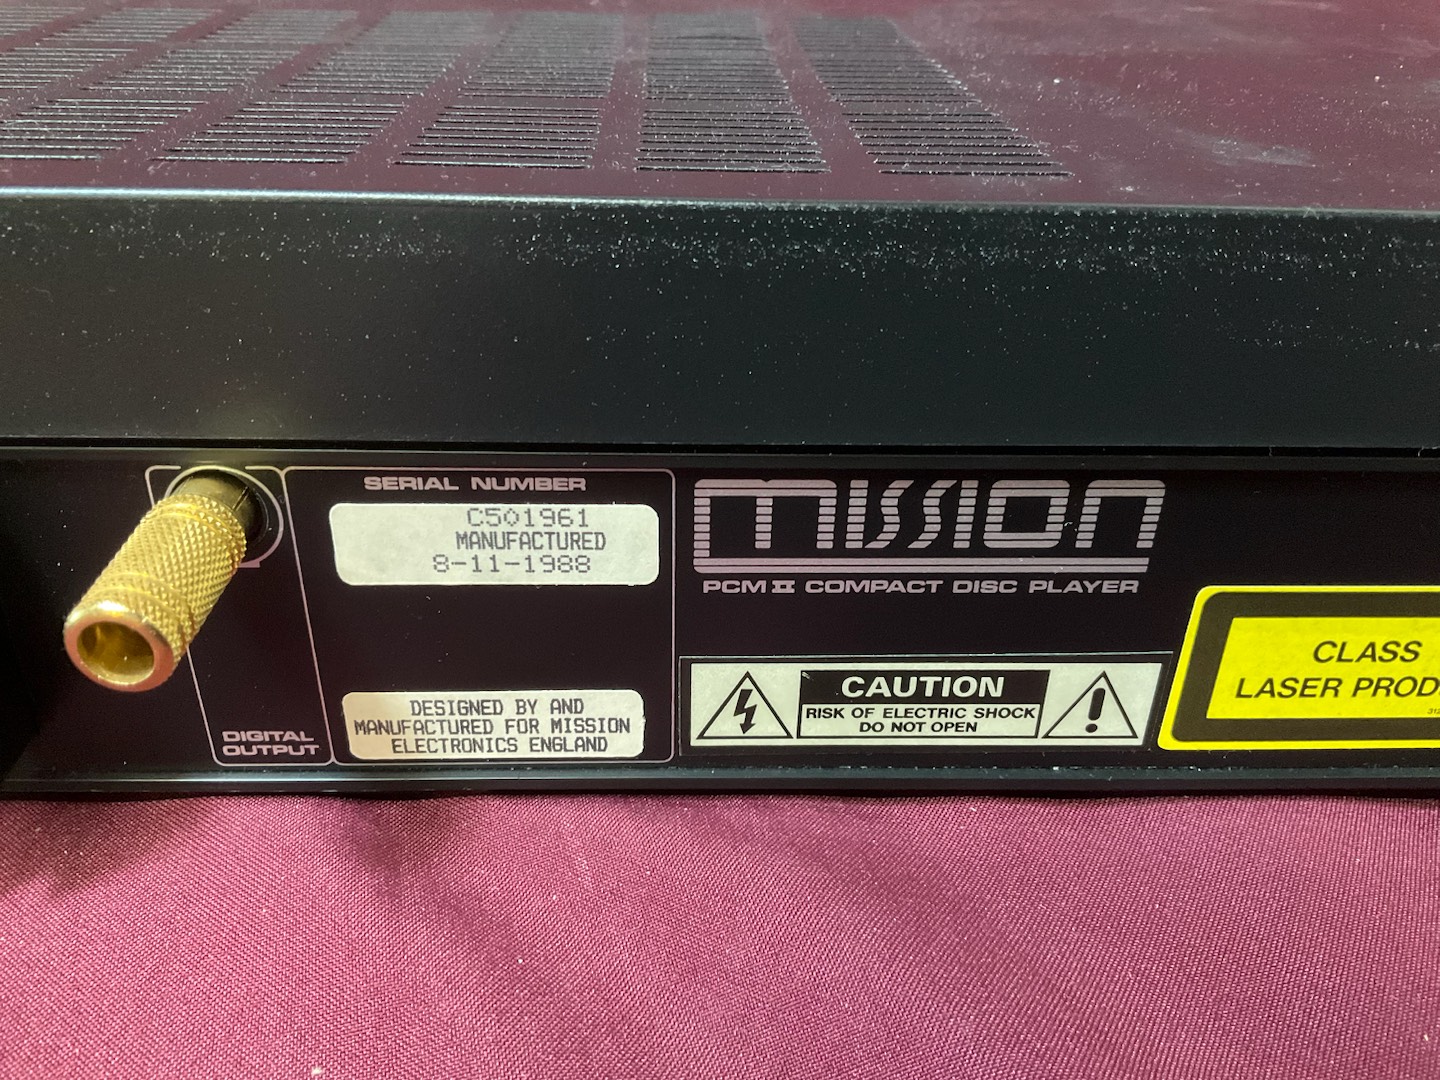 SERIAL NUMBER
C501961
MANUFACTURED
8-11-1988
DIGITAL
OUTPUT
DESIGNED BY AND
MANUFACTURED FOR MISSION
ELECTRONICS ENGLAND
mission
PCM II COMPACT DISC PLAYER
CAUTION
RISK OF ELECTRIC SHOCK
DO NOT OPEN
CLASS
LASER